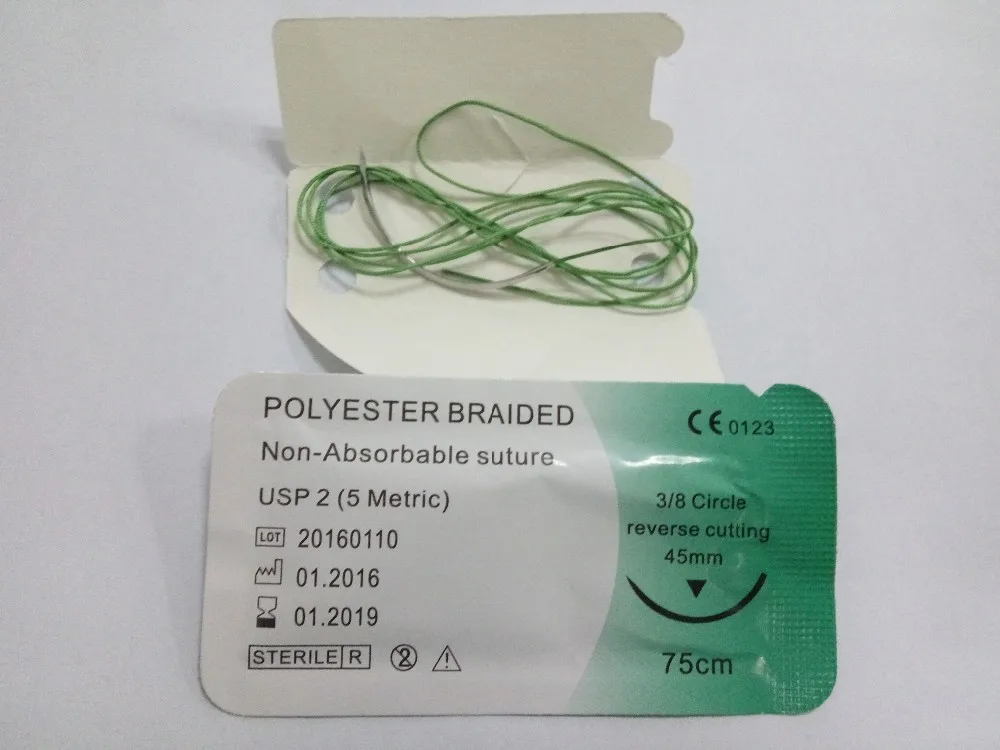 POLYESTER BRAIDED
Non-Absorbable suture
USP 2 (5 Metric)
LOT 20160110
01.2016
01.2019
STERILE R 2
CE 0123
3/8 Circle
reverse cutting
45mm
75cm